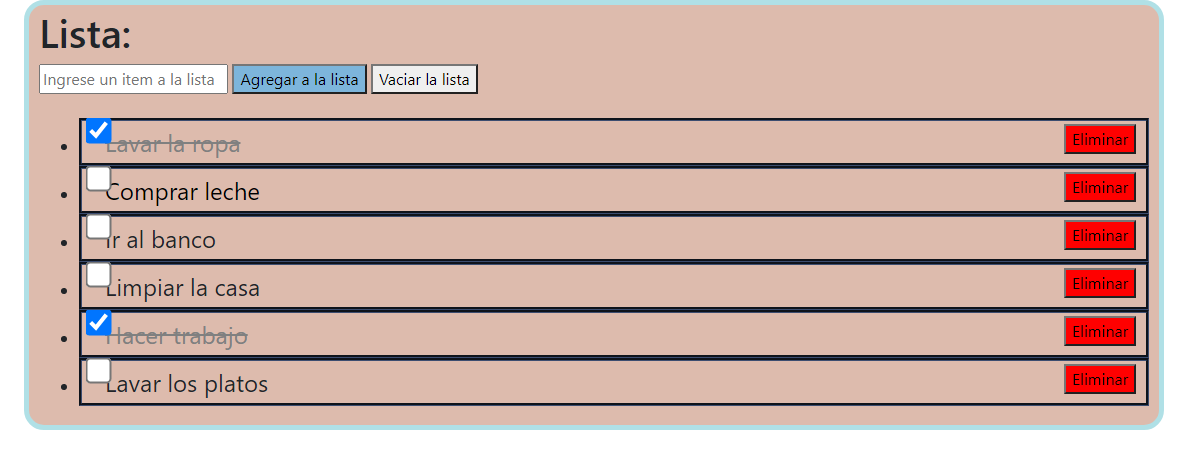 Lista:
Ingrese un item a la lista Agregar a la lista Vaciar la lista
Lavar la ropa Eliminar
Comprar leche Eliminar
Ir al banco Eliminar
Limpiar la casa Eliminar
Hacer trabajo Eliminar
Lavar los platos Eliminar